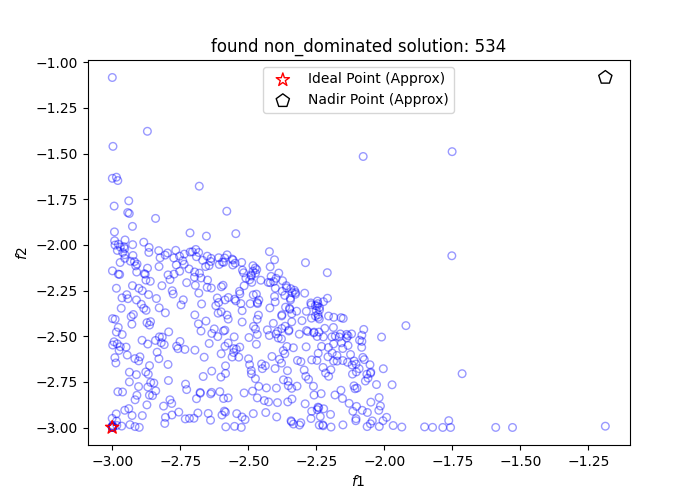 found non_dominated solution: 534
Ideal Point (Approx)
Nadir Point (Approx)
−1.00
−1.25
−1.50
−1.75
−2.00
−2.25
−2.50
−2.75
−3.00
f2
−3.00 −2.75 −2.50 −2.25 −2.00 −1.75 −1.50 −1.25
f1